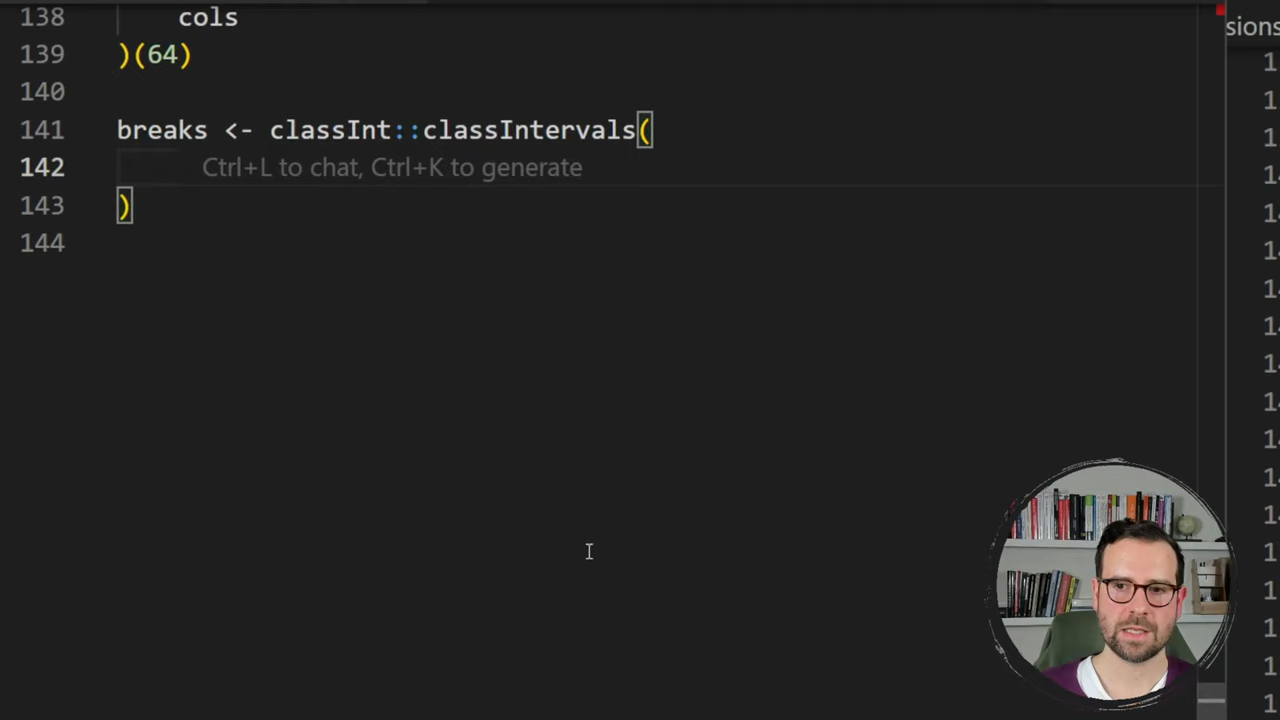 138 cols
139 )(64)
140
141 breaks <- classInt::classIntervals(
142 Ctrl+L to chat, Ctrl+K to generate
143 )
144
sions